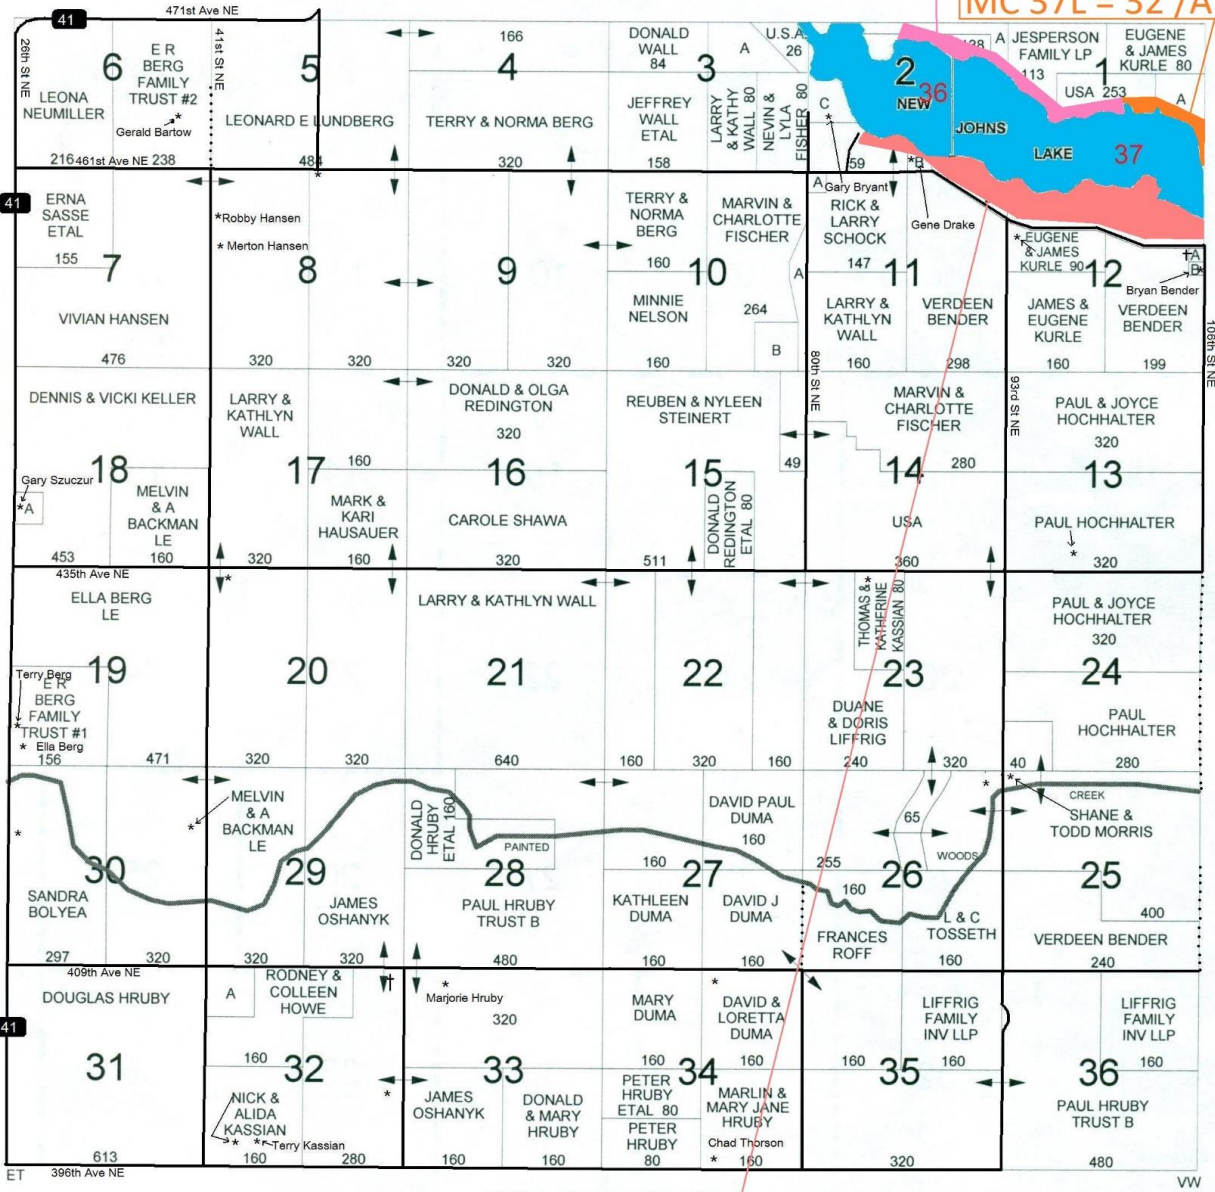 MC 37L = 32'/A
41
471st Ave NE
26th St NE
41st St NE
6
E R
BERG
FAMILY
TRUST #2
LEONA
NEUMILLER
Gerald Bartow
216
461st Ave NE
238
5
LEONARD E LUNDBERG
484
166
4
TERRY & NORMA BERG
320
DONALD
WALL
84
3
A
JEFFREY
WALL
ETAL
158
LARRY
& KATHY
WALL 80
NEVIN &
LYLA
FISHER 80
U.S.A.
26
C
2
36
NEW
JOHNS
LAKE
37
59
B
A
JESPERSON
FAMILY LP
113
1
EUGENE
& JAMES
KURLE 80
USA 253
A
41
ERNA
SASSE
ETAL
155
7
VIVIAN HANSEN
476
Robby Hansen
Merton Hansen
8
320
320
9
320
320
TERRY &
NORMA
BERG
160
10
MARVIN &
CHARLOTTE
FISCHER
A
MINNIE
NELSON
264
B
160
A
Gary Bryant
RICK &
LARRY
SCHOCK
147
11
Gene Drake
LARRY &
KATHLYN
WALL
160
VERDEEN
BENDER
298
EUGENE
& JAMES
KURLE 90
12
A
B
Bryan Bender
JAMES &
EUGENE
KURLE
160
VERDEEN
BENDER
199
80th St NE
93rd St NE
106th St NE
DENNIS & VICKI KELLER
18
Gary Szuczur
A
MELVIN
& A
BACKMAN
LE
453
160
435th Ave NE
LARRY &
KATHLYN
WALL
17
160
MARK &
KARI
HAUSAUER
320
160
DONALD & OLGA
REDINGTON
320
16
CAROLE SHAWA
320
REUBEN & NYLEEN
STEINERT
15
49
DONALD
REDINGTON
ETAL 80
511
MARVIN &
CHARLOTTE
FISCHER
14
280
USA
360
PAUL & JOYCE
HOCHHALTER
320
13
PAUL HOCHHALTER
320
ELLA BERG
LE
19
Terry Berg
E R
BERG
FAMILY
TRUST #1
Ella Berg
156
471
20
320
320
LARRY & KATHLYN WALL
21
640
22
160
320
160
THOMAS &
KATHERINE
KASSIAN 80
23
DUANE
& DORIS
LIFFRIG
240
320
PAUL & JOYCE
HOCHHALTER
320
24
PAUL
HOCHHALTER
40
280
30
SANDRA
BOLYEA
297
320
409th Ave NE
MELVIN
& A
BACKMAN
LE
29
JAMES
OSHANYK
320
320
DONALD
HRUBY
ETAL 160
PAINTED
28
PAUL HRUBY
TRUST B
480
DAVID PAUL
DUMA
160
160
27
KATHLEEN
DUMA
160
DAVID J
DUMA
160
65
WOODS
255
160
26
FRANCES
ROFF
L & C
TOSSETH
160
CREEK
SHANE &
TODD MORRIS
25
400
VERDEEN BENDER
240
41
DOUGLAS HRUBY
31
613
396th Ave NE
ET
A
RODNEY &
COLLEEN
HOWE
160
32
NICK &
ALIDA
KASSIAN
Terry Kassian
160
280
Marjorie Hruby
320
33
JAMES
OSHANYK
160
DONALD
& MARY
HRUBY
160
MARY
DUMA
160
DAVID &
LORETTA
DUMA
160
34
PETER
HRUBY
ETAL 80
PETER
HRUBY
80
MARLIN &
MARY JANE
HRUBY
Chad Thorson
160
LIFFRIG
FAMILY
INV LLP
160
160
35
320
LIFFRIG
FAMILY
INV LLP
160
36
PAUL HRUBY
TRUST B
480
VW